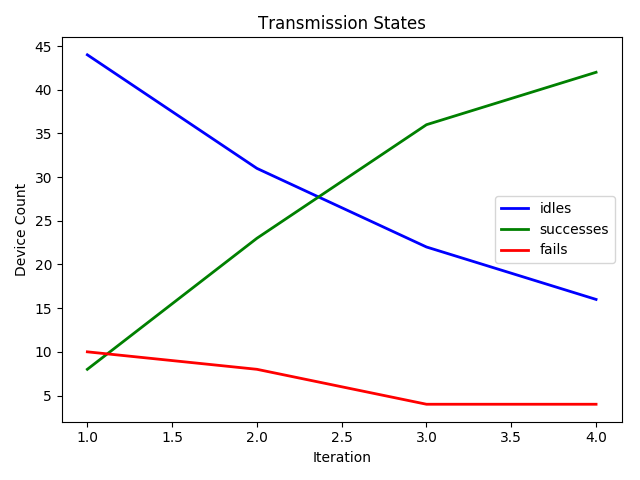 Transmission States
45
40
35
30
25
20
15
10
5
Device Count
idles
successes
fails
1.0 1.5 2.0 2.5 3.0 3.5 4.0
Iteration